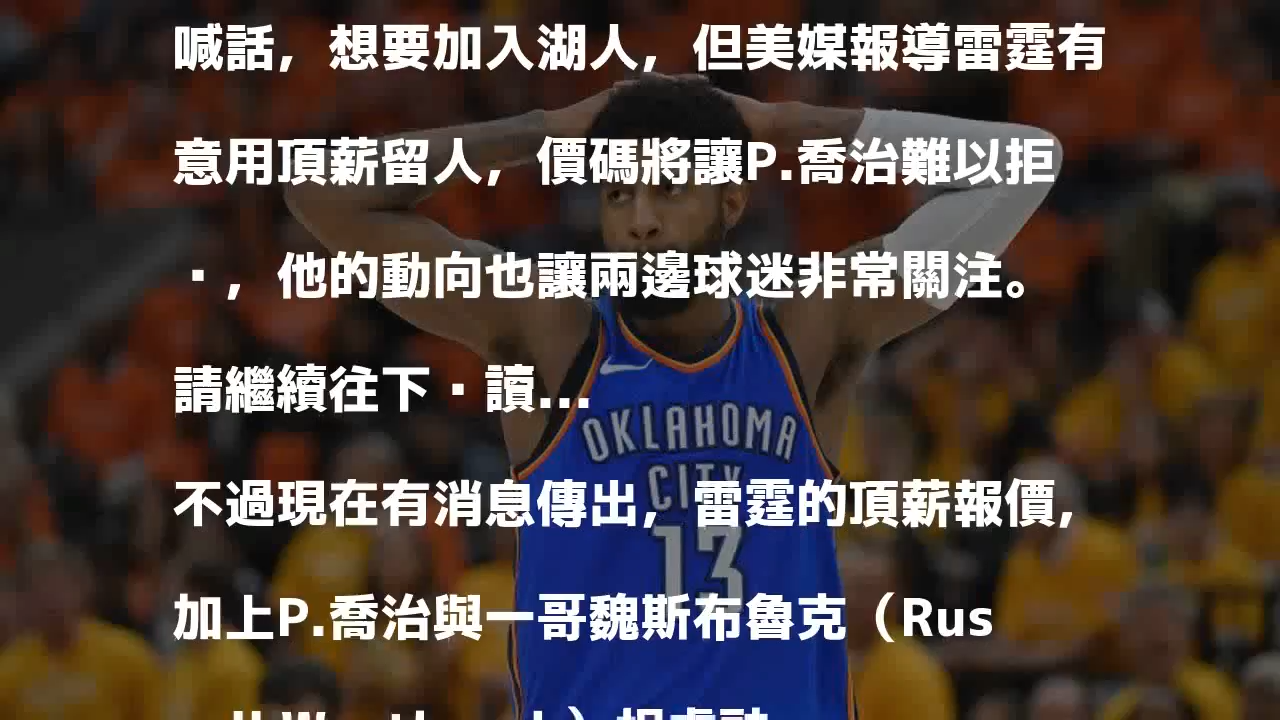 喊話，想要加入湖人，但美媒報導雷霆有
意用頂薪留人，價碼將讓P.喬治難以拒
·，他的動向也讓兩邊球迷非常關注。
請繼續往下·讀...
不過現在有消息傳出，雷霆的頂薪報價,
加上P.喬治與一哥魏斯布魯克（Rus
OKLAHOMA
CITY
13